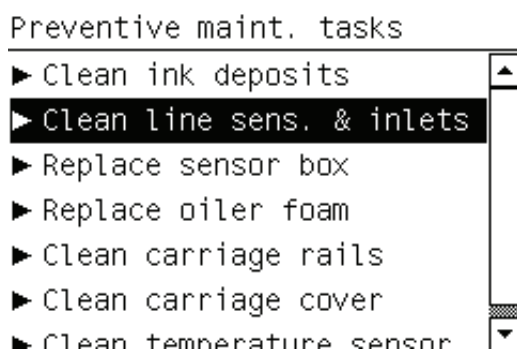 Preventive maint. tasks
Clean ink deposits
Clean line sens. & inlets
Replace sensor box
Replace oiler foam
Clean carriage rails
Clean carriage cover
Clean temperature sensor